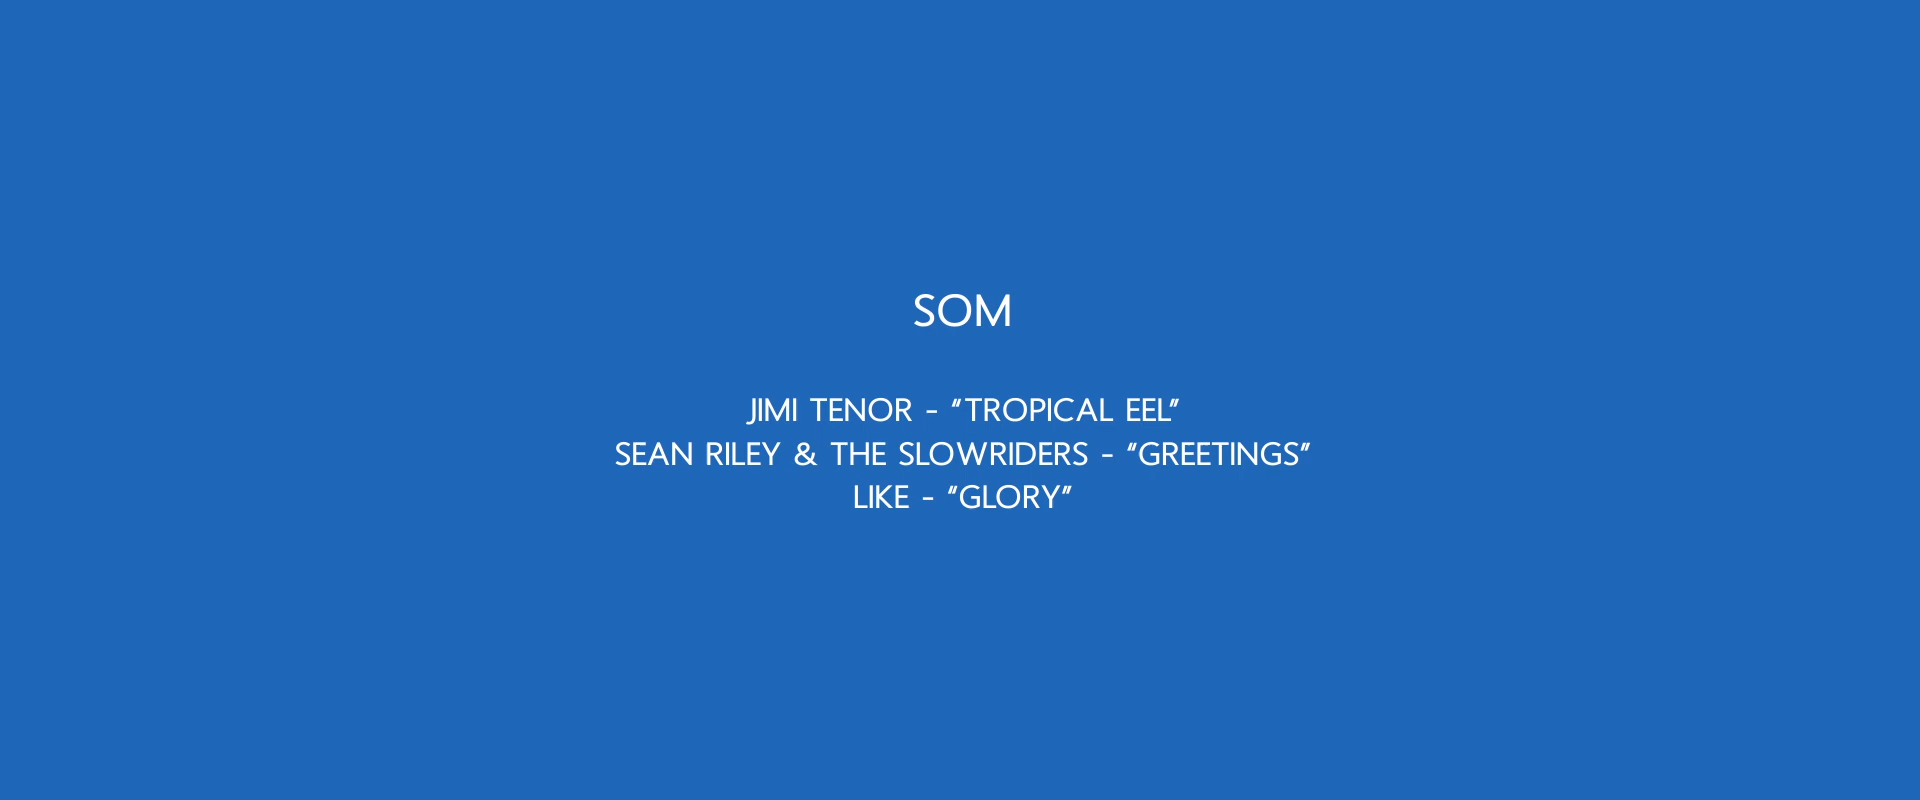 SOM
JIMI TENOR - “TROPICAL EEL”
SEAN RILEY & THE SLOWRIDERS - “GREETINGS”
LIKE - “GLORY”